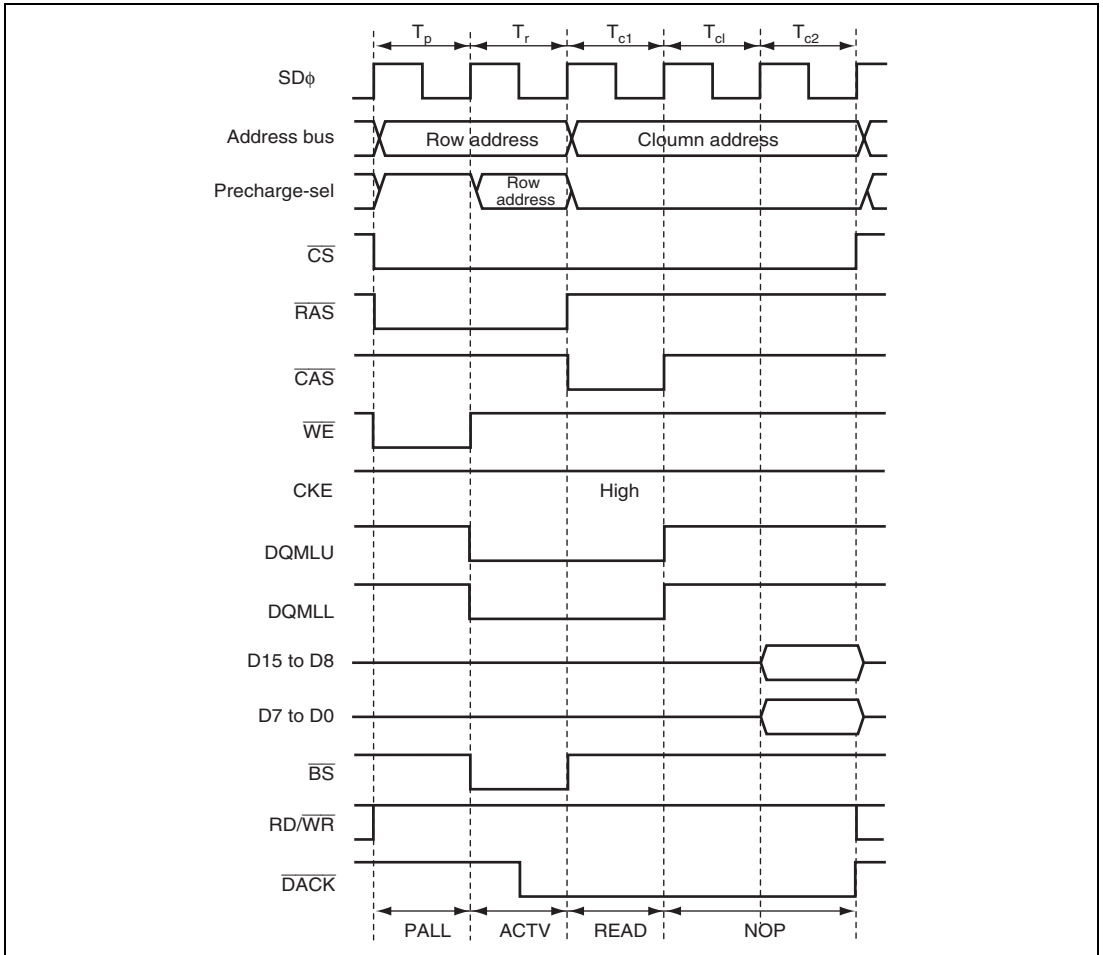 Tp Tr Tc1 Tcl Tc2
SDϕ
Address bus Row address Cloumn address
Precharge-sel Row address
CS
RAS
CAS
WE
CKE High
DQMLU
DQMLL
D15 to D8
D7 to D0
BS
RD/WR
DACK
PALL ACTV READ NOP